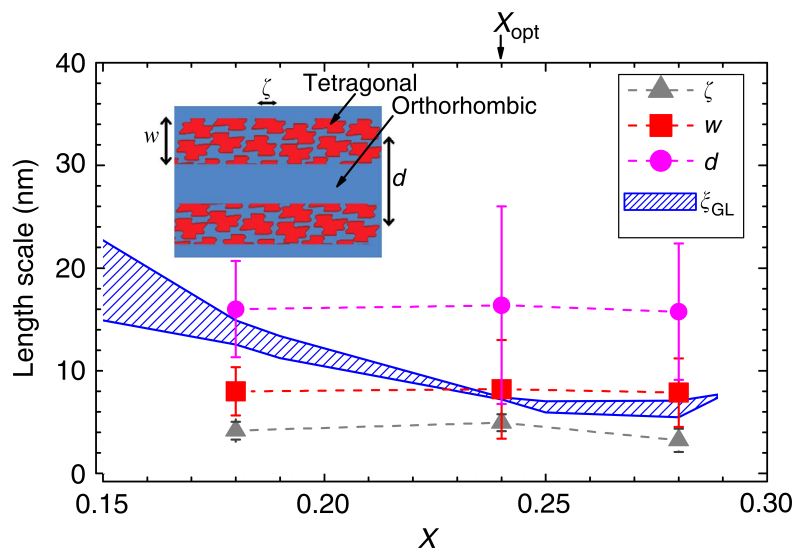 X_opt
40
30
20
10
0
Length scale (nm)
0.15
0.20
0.25
0.30
X
ζ
Tetragonal
Orthorhombic
w
d
ζ
w
d
ξ_GL